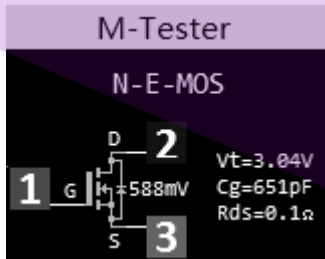 M-Tester
N-E-MOS
D 2
1 G 588mV
S 3
Vt=3.04V
Cg=651pF
Rds=0.1Ω